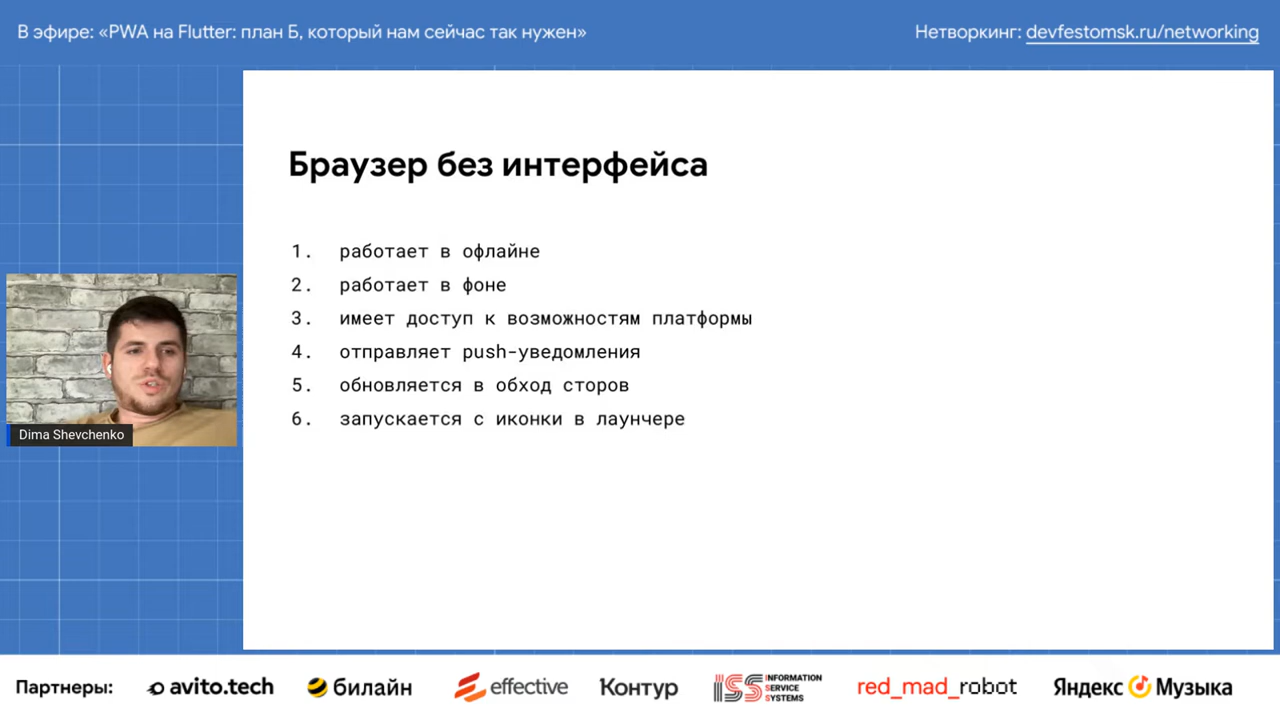 В эфире: «PWA на Flutter: план Б, который нам сейчас так нужен»
Нетворкинг: devfestomsk.ru/networking
Браузер без интерфейса
1. работает в офлайне
2. работает в фоне
3. имеет доступ к возможностям платформы
4. отправляет push-уведомления
5. обновляется в обход сторов
6. запускается с иконки в лаунчере
Dima Shevchenko
Партнеры: avito.tech билайн effective Контур ISS INFORMATION SERVICE SYSTEMS red_mad_robot Яндекс Музыка